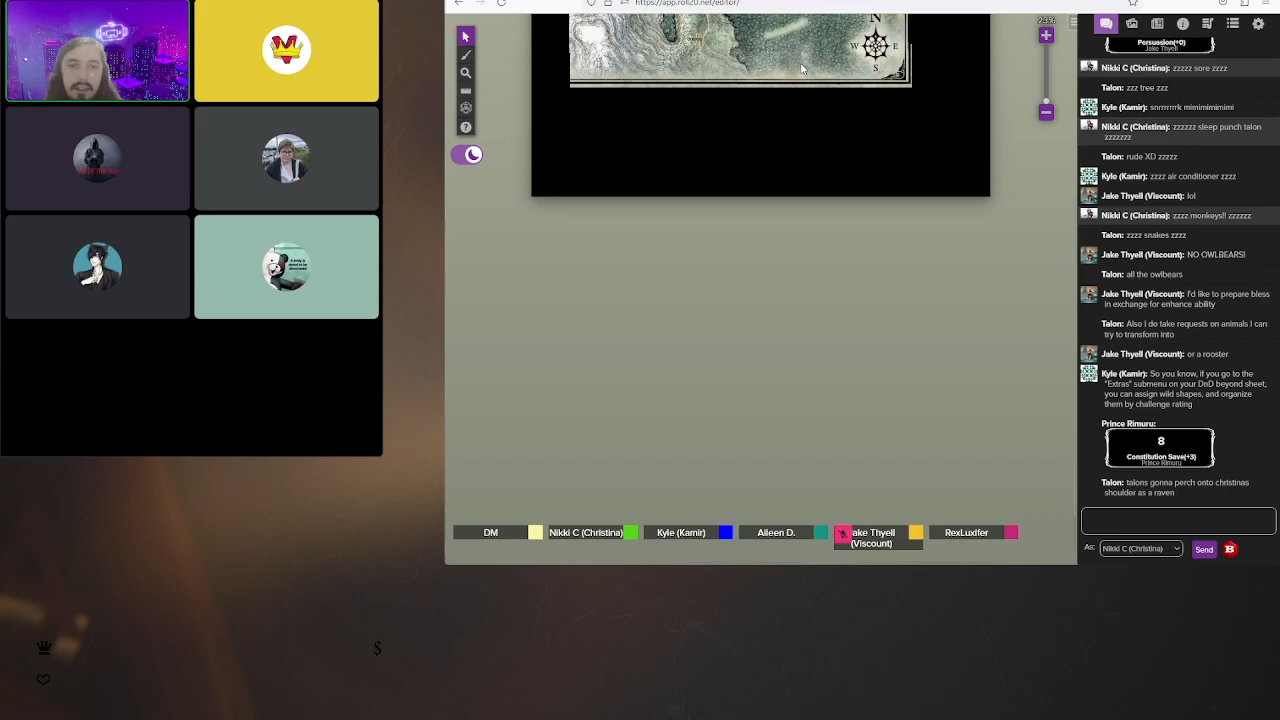 https://app.roll20.net/editor/
23%
N
W
E
S
Persuasion(+0)
Jake Thyell
Nikki C (Christina): zzzzz sore zzzz
Talon: zzz tree zzz
Kyle (Kamir): snrrrrrrk mimimimimimi
Nikki C (Christina): zzzzzz sleep punch talon
zzzzzzz
Talon: rude XD zzzzz
Kyle (Kamir): zzzz air conditioner zzzz
Jake Thyell (Viscount): lol
Nikki C (Christina): zzzz monkeys!! zzzzzz
Talon: zzzz snakes zzzz
Jake Thyell (Viscount): NO OWLBEARS!
Talon: all the owlbears
Jake Thyell (Viscount): I'd like to prepare bless
in exchange for enhance ability
Talon: Also I do take requests on animals I can
try to transform into
Jake Thyell (Viscount): or a rooster
Kyle (Kamir): So you know, if you go to the
"Extras" submenu on your DnD beyond sheet,
you can assign wild shapes, and organize
them by challenge rating
Prince Rimuru:
8
Constitution Save(+3)
Prince Rimuru
Talon: talons gonna perch onto christinas
shoulder as a raven
DM
Nikki C (Christina)
Kyle (Kamir)
Aileen D.
ake Thyell
(Viscount)
RexLuxifer
As:
Nikki C (Christina)
Send
$